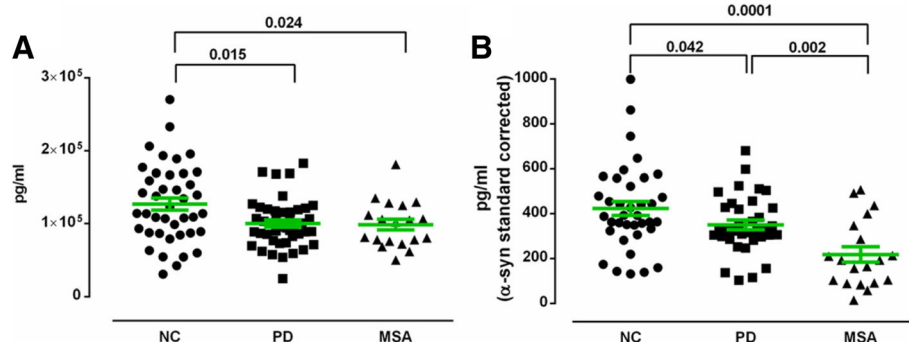 A
0.024
0.015
3×10⁵
2×10⁵
1×10⁵
0
pg/ml
NC PD MSA
B
0.0001
0.042 0.002
1000
800
600
400
200
0
pg/ml
(α-syn standard corrected)
NC PD MSA